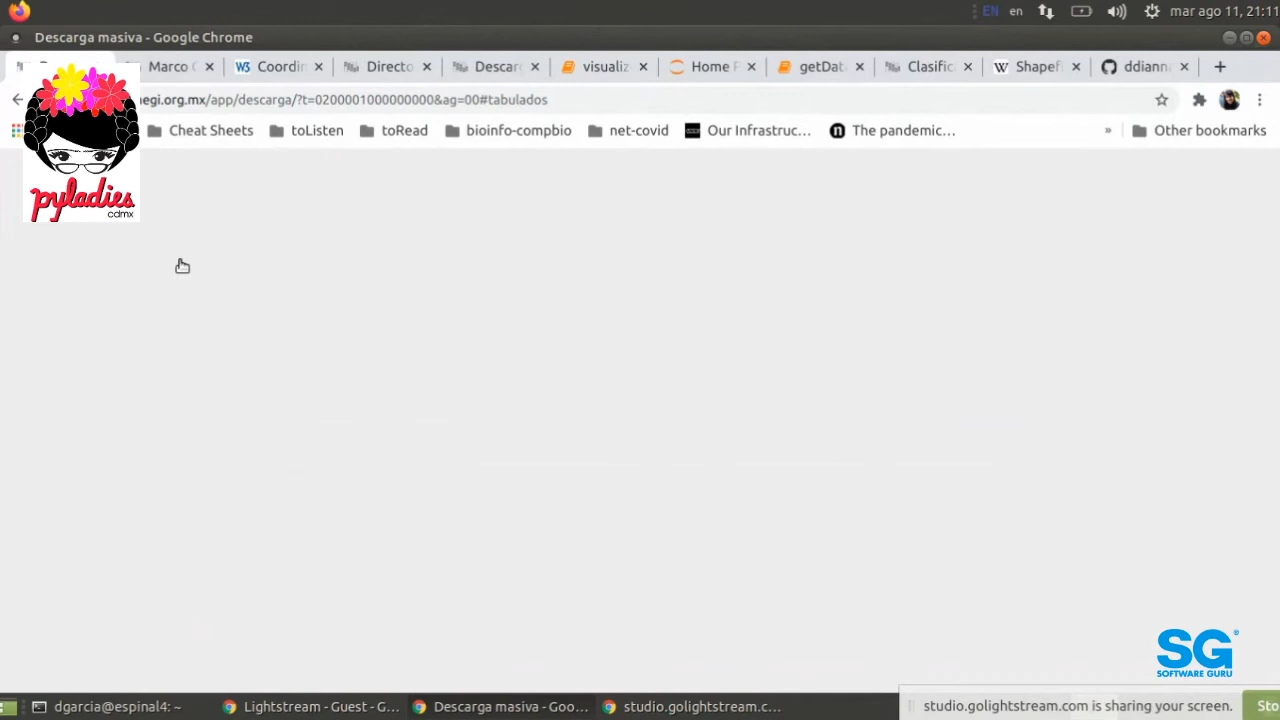 EN en mar ago 11, 21:11
Descarga masiva - Google Chrome
Marco Coordin Directo Descar visualiz Home P getDat Clasific Shapef ddiann
egi.org.mx/app/descarga/?t=0200001000000000&ag=00#tabulados
Cheat Sheets toListen toRead bioinfo-compbio net-covid Our Infrastruc... The pandemic... » Other bookmarks
pyladies
cdmx
SG®
SOFTWARE GURU
dgarcia@espinal4: ~ Lightstream - Guest - G... Descarga masiva - Goo... studio.golightstream.c... studio.golightstream.com is sharing your screen. Sto